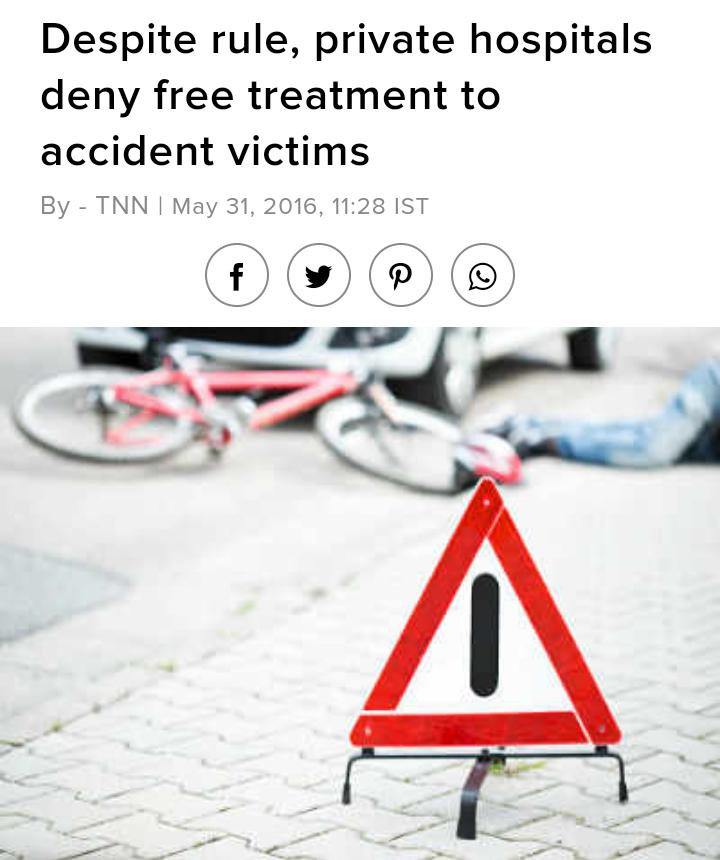 Despite rule, private hospitals
deny free treatment to
accident victims
By - TNN | May 31, 2016, 11:28 IST